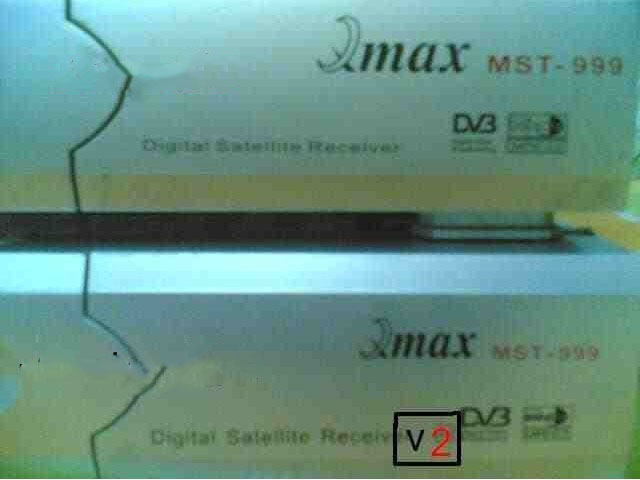 Qmax MST-999
DVB
Digital Satellite Receiver
Qmax MST-999
DVB
Digital Satellite Receiver
V2